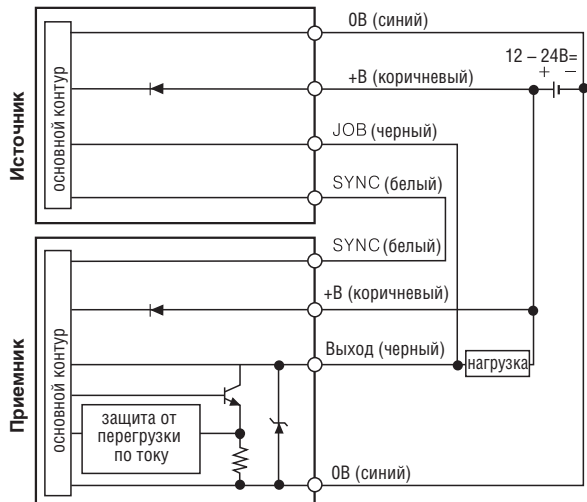 Источник
основной контур
0В (синий)
12 – 24В=
+ –
+В (коричневый)
JOB (черный)
SYNC (белый)
Приемник
основной контур
SYNC (белый)
+В (коричневый)
Выход (черный)
нагрузка
защита от
перегрузки
по току
0В (синий)